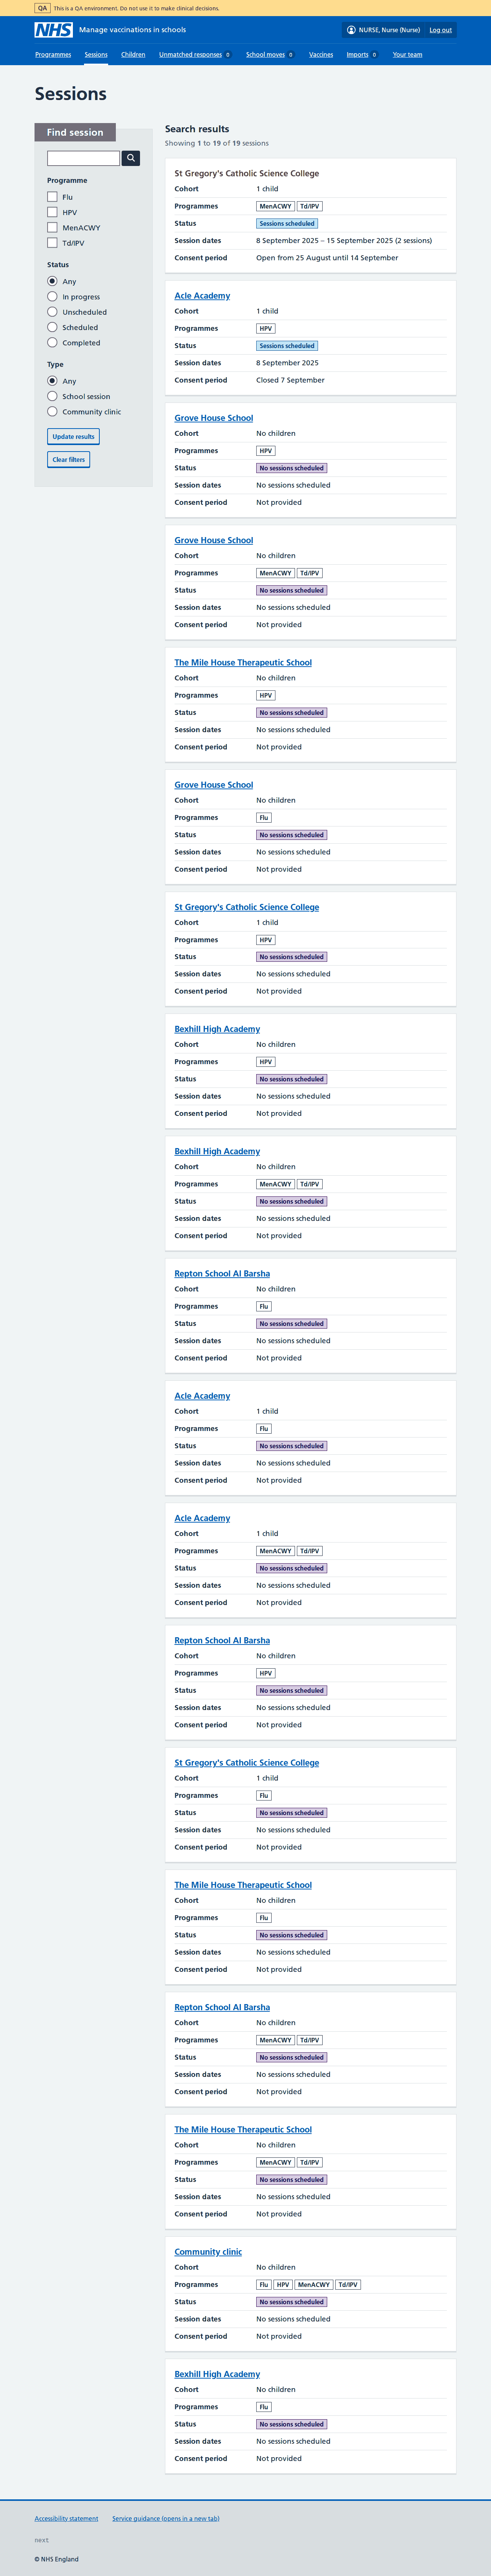 QA This is a QA environment. Do not use it to make clinical decisions.
NHS Manage vaccinations in schools NURSE, Nurse (Nurse) Log out
Programmes Sessions Children Unmatched responses 0 School moves 0 Vaccines Imports 0 Your team
Sessions
Find session
Programme
Flu
HPV
MenACWY
Td/IPV
Status
Any
In progress
Unscheduled
Scheduled
Completed
Type
Any
School session
Community clinic
Update results
Clear filters
Search results
Showing 1 to 19 of 19 sessions
St Gregory's Catholic Science College
Cohort 1 child
Programmes MenACWY Td/IPV
Status Sessions scheduled
Session dates 8 September 2025 – 15 September 2025 (2 sessions)
Consent period Open from 25 August until 14 September
Acle Academy
Cohort 1 child
Programmes HPV
Status Sessions scheduled
Session dates 8 September 2025
Consent period Closed 7 September
Grove House School
Cohort No children
Programmes HPV
Status No sessions scheduled
Session dates No sessions scheduled
Consent period Not provided
Grove House School
Cohort No children
Programmes MenACWY Td/IPV
Status No sessions scheduled
Session dates No sessions scheduled
Consent period Not provided
The Mile House Therapeutic School
Cohort No children
Programmes HPV
Status No sessions scheduled
Session dates No sessions scheduled
Consent period Not provided
Grove House School
Cohort No children
Programmes Flu
Status No sessions scheduled
Session dates No sessions scheduled
Consent period Not provided
St Gregory's Catholic Science College
Cohort 1 child
Programmes HPV
Status No sessions scheduled
Session dates No sessions scheduled
Consent period Not provided
Bexhill High Academy
Cohort No children
Programmes HPV
Status No sessions scheduled
Session dates No sessions scheduled
Consent period Not provided
Bexhill High Academy
Cohort No children
Programmes MenACWY Td/IPV
Status No sessions scheduled
Session dates No sessions scheduled
Consent period Not provided
Repton School Al Barsha
Cohort No children
Programmes Flu
Status No sessions scheduled
Session dates No sessions scheduled
Consent period Not provided
Acle Academy
Cohort 1 child
Programmes Flu
Status No sessions scheduled
Session dates No sessions scheduled
Consent period Not provided
Acle Academy
Cohort 1 child
Programmes MenACWY Td/IPV
Status No sessions scheduled
Session dates No sessions scheduled
Consent period Not provided
Repton School Al Barsha
Cohort No children
Programmes HPV
Status No sessions scheduled
Session dates No sessions scheduled
Consent period Not provided
St Gregory's Catholic Science College
Cohort 1 child
Programmes Flu
Status No sessions scheduled
Session dates No sessions scheduled
Consent period Not provided
The Mile House Therapeutic School
Cohort No children
Programmes Flu
Status No sessions scheduled
Session dates No sessions scheduled
Consent period Not provided
Repton School Al Barsha
Cohort No children
Programmes MenACWY Td/IPV
Status No sessions scheduled
Session dates No sessions scheduled
Consent period Not provided
The Mile House Therapeutic School
Cohort No children
Programmes MenACWY Td/IPV
Status No sessions scheduled
Session dates No sessions scheduled
Consent period Not provided
Community clinic
Cohort No children
Programmes Flu HPV MenACWY Td/IPV
Status No sessions scheduled
Session dates No sessions scheduled
Consent period Not provided
Bexhill High Academy
Cohort No children
Programmes Flu
Status No sessions scheduled
Session dates No sessions scheduled
Consent period Not provided
Accessibility statement Service guidance (opens in a new tab)
next
© NHS England